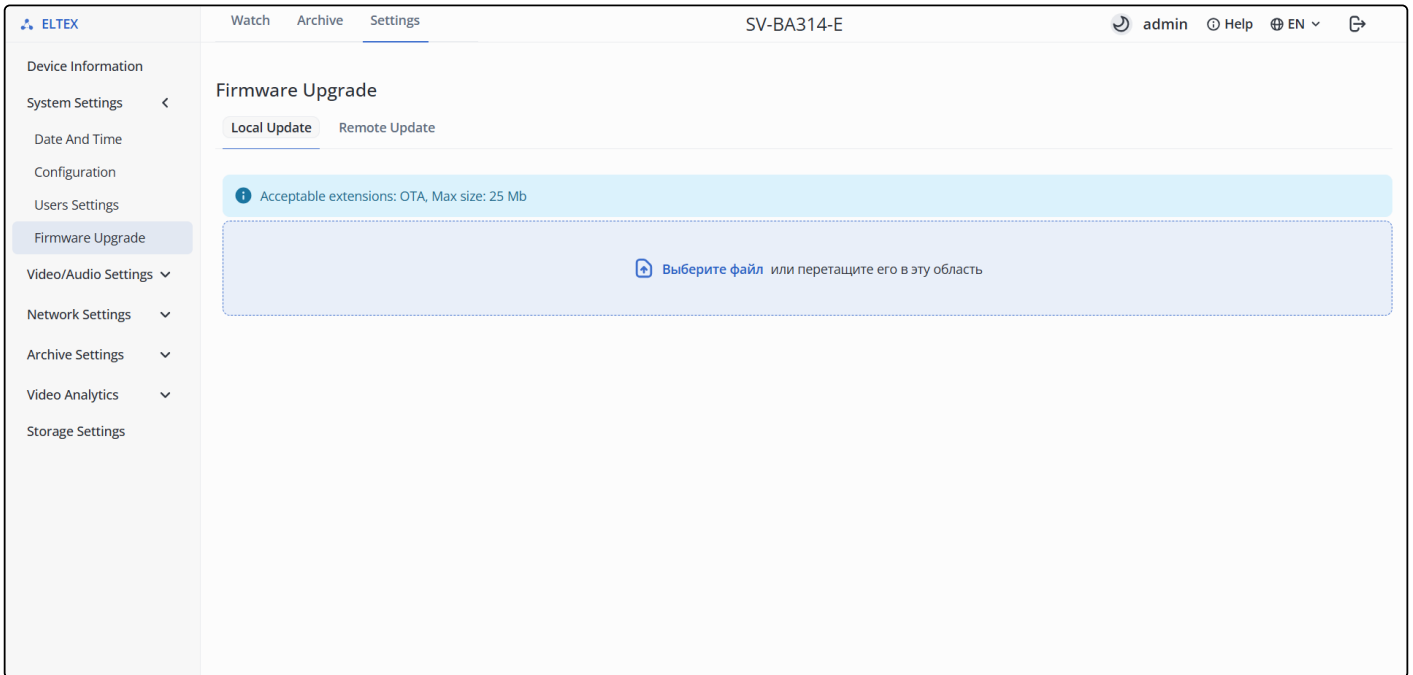 ELTEX
Watch Archive Settings
SV-BA314-E
admin Help EN
Device Information
System Settings
Date And Time
Configuration
Users Settings
Firmware Upgrade
Video/Audio Settings
Network Settings
Archive Settings
Video Analytics
Storage Settings
Firmware Upgrade
Local Update Remote Update
Acceptable extensions: OTA, Max size: 25 Mb
Выберите файл или перетащите его в эту область